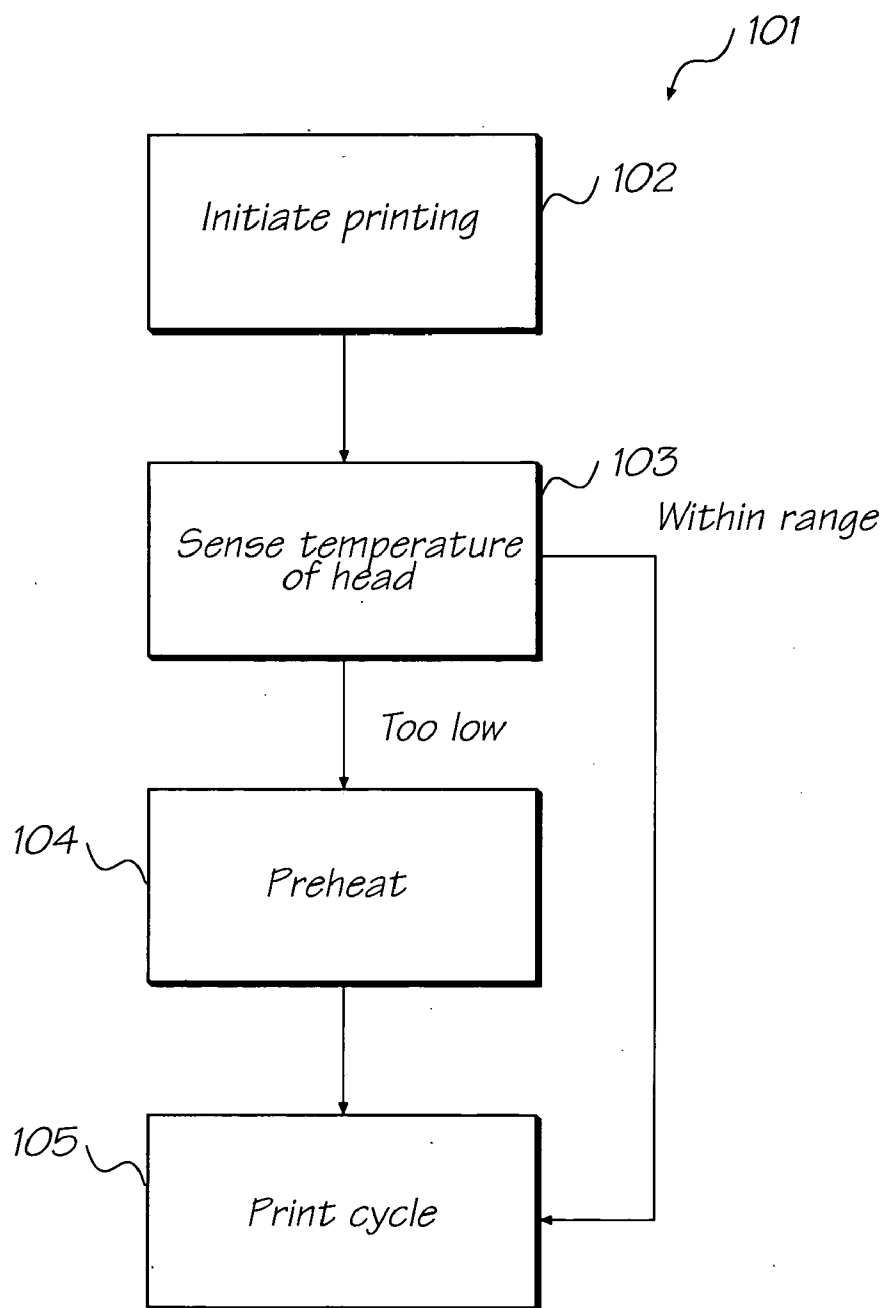 101
Initiate printing
102
Sense temperature
of head
103
Within range
Too low
104
Preheat
105
Print cycle